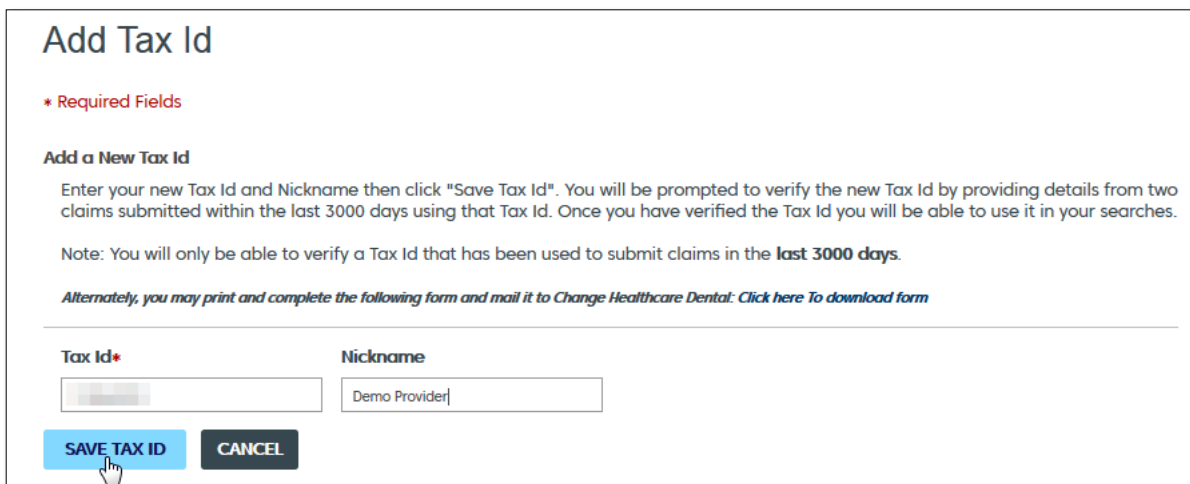 Add Tax Id
* Required Fields
Add a New Tax Id
Enter your new Tax Id and Nickname then click "Save Tax Id". You will be prompted to verify the new Tax Id by providing details from two
claims submitted within the last 3000 days using that Tax Id. Once you have verified the Tax Id you will be able to use it in your searches.
Note: You will only be able to verify a Tax Id that has been used to submit claims in the last 3000 days.
Alternately, you may print and complete the following form and mail it to Change Healthcare Dental: Click here To download form
Tax Id* Nickname
Demo Provider
SAVE TAX ID CANCEL